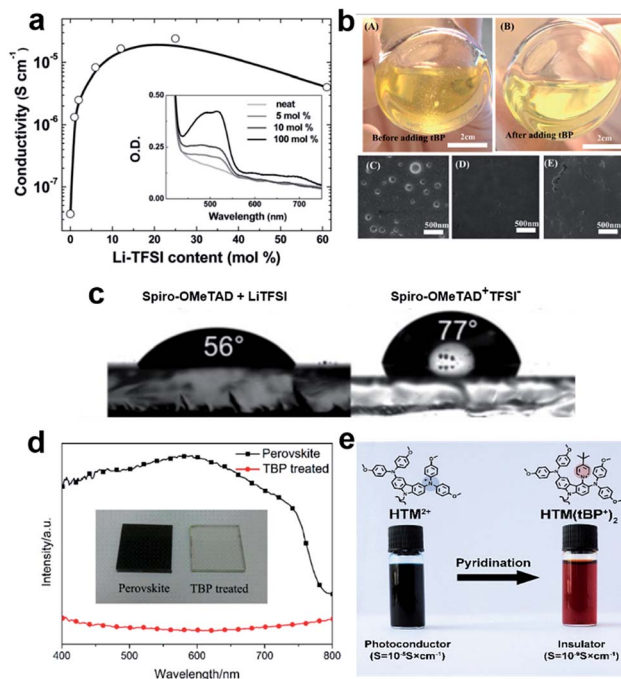 a
Conductivity (S cm⁻¹)
10⁻⁵
10⁻⁶
10⁻⁷
0.50
0.25
0.00
O.D.
neat
5 mol %
10 mol %
100 mol %
500
600
700
Wavelength (nm)
0
10
20
30
40
50
60
Li-TFSI content (mol %)
b
(A)
Before adding tBP
2cm
(B)
After adding tBP
2cm
(C)
500nm
(D)
500nm
(E)
500nm
c
Spiro-OMeTAD + LiTFSI
Spiro-OMeTAD⁺TFSI⁻
56°
77°
d
Intensity/a.u.
Perovskite
TBP treated
Perovskite
TBP treated
400
500
600
700
800
Wavelength/nm
e
HTM²⁺
HTM(tBP⁺)₂
Pyridination
Photoconductor
(S=10⁻⁵S×cm⁻¹)
Insulator
(S=10⁻⁹S×cm⁻¹)